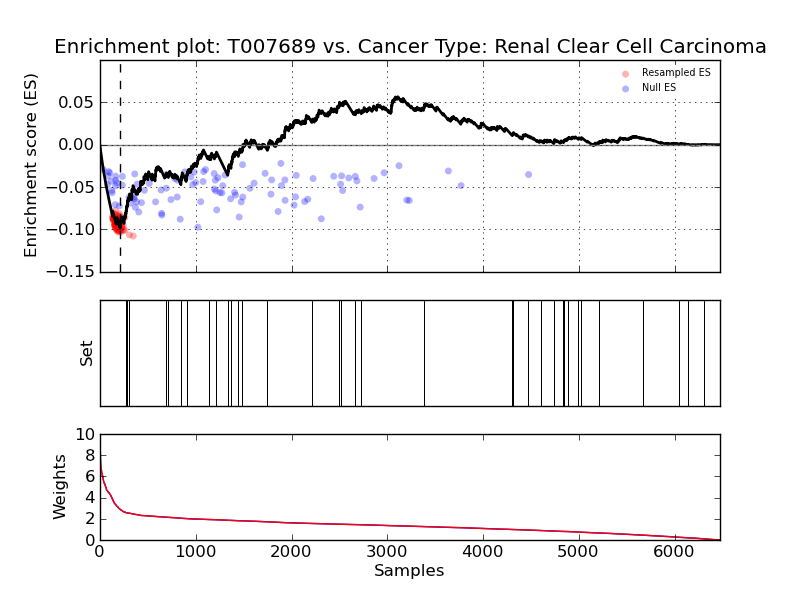 Enrichment plot: T007689 vs. Cancer Type: Renal Clear Cell Carcinoma
Enrichment score (ES)
0.05
0.00
−0.05
−0.10
−0.15
Resampled ES
Null ES
Set
Weights
10
8
6
4
2
0
0 1000 2000 3000 4000 5000 6000
Samples